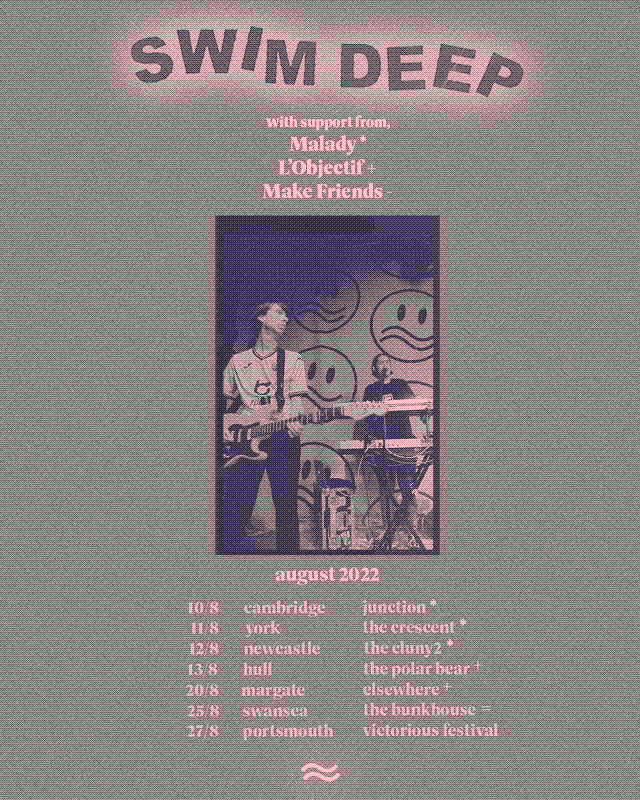 SWIM DEEP
with support from,
Malady *
L'Objectif +
Make Friends -
august 2022
10/8 cambridge junction *
11/8 york the crescent *
12/8 newcastle the cluny2 *
13/8 hull the polar bear +
20/8 margate elsewhere +
25/8 swansea the bunkhouse =
27/8 portsmouth victorious festival